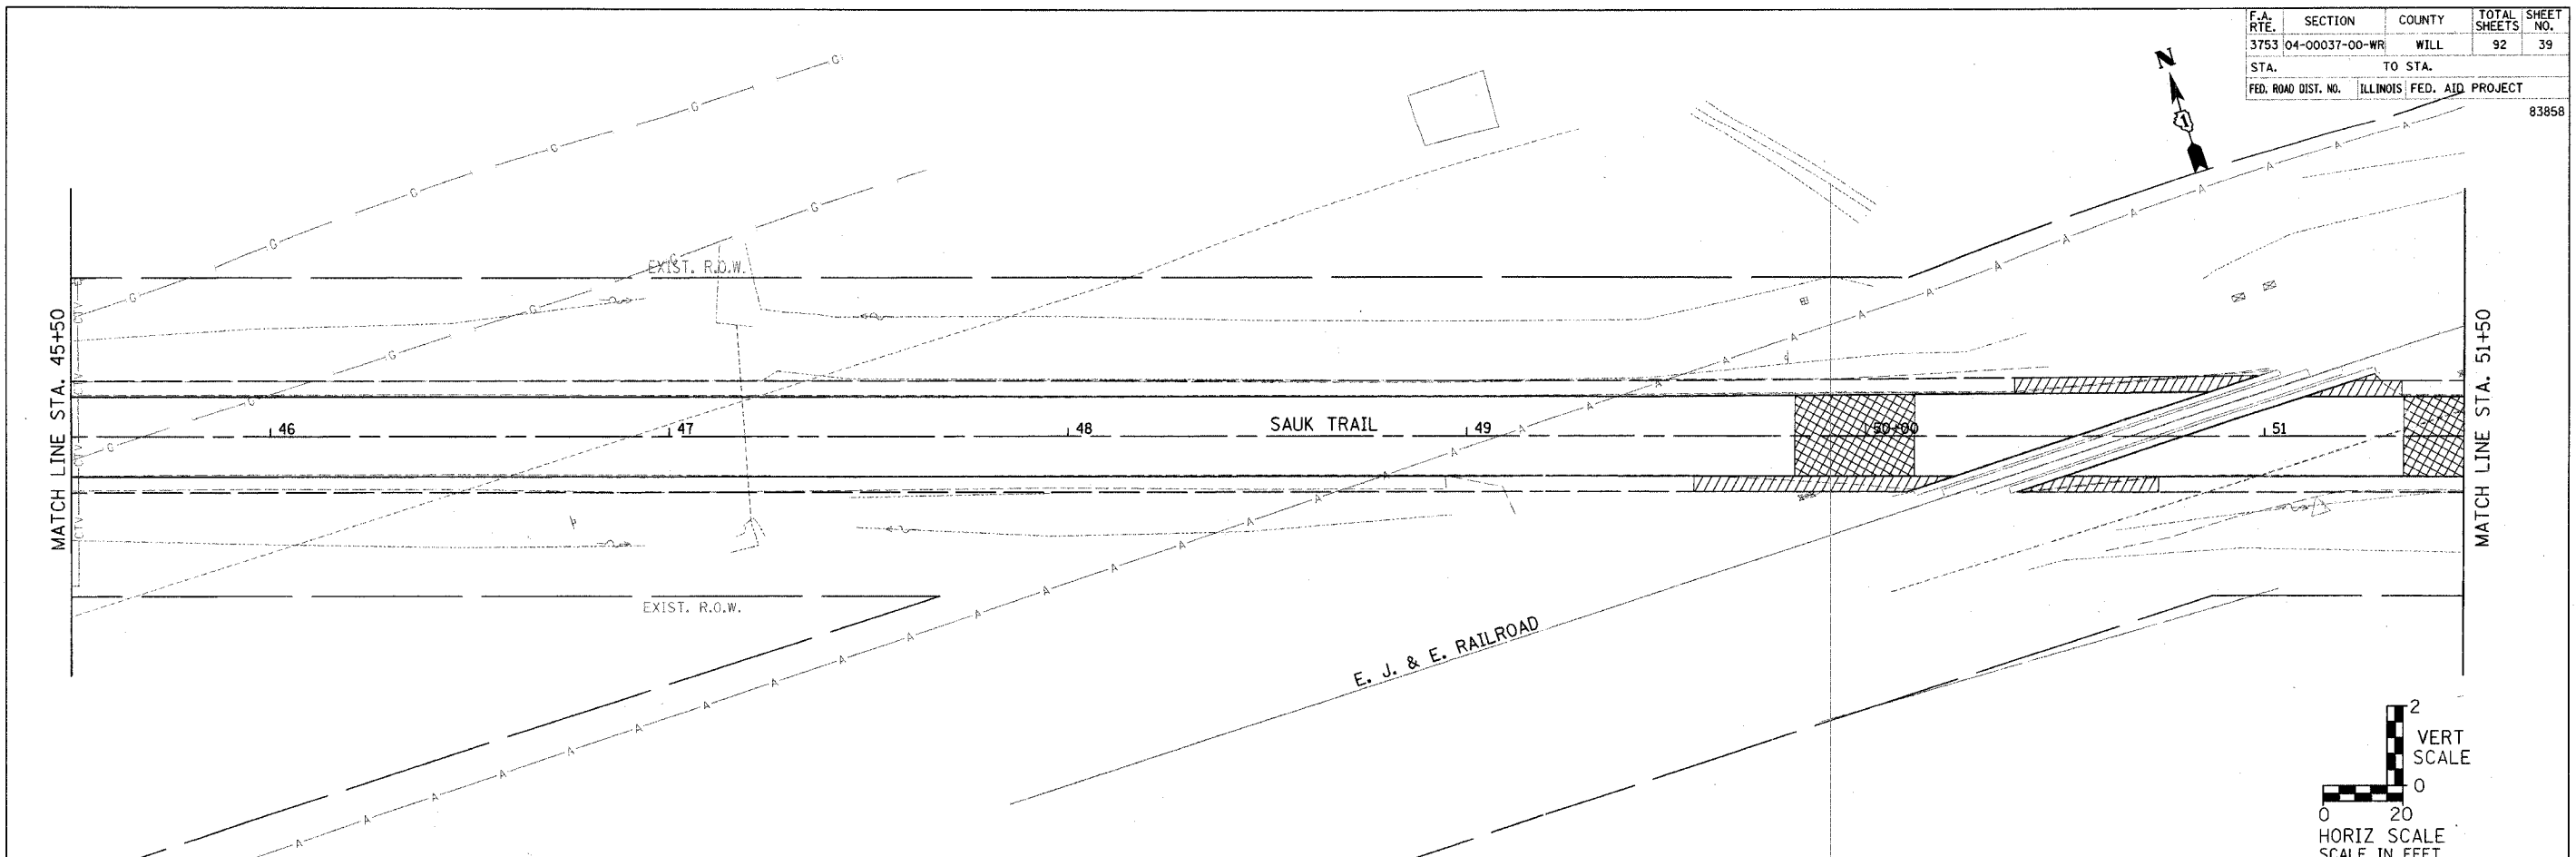 F.A. RTE. SECTION COUNTY TOTAL SHEETS SHEET NO.
3753 04-00037-00-WR WILL 92 39
STA. TO STA.
FED. ROAD DIST. NO. ILLINOIS FED. AID PROJECT
83858
N
1
G G G G G G
G G G G G G
EXIST. R.O.W.
MATCH LINE STA. 45+50
CTV CTV CTV
46 47 48 SAUK TRAIL 49 50+00 51
MATCH LINE STA. 51+50
A A A A A A A A A A A A A A A A A A A A A A A A A A A A A A A A
EXIST. R.O.W.
E. J. & E. RAILROAD
2
VERT
SCALE
0
0 20
HORIZ SCALE
SCALE IN FEET